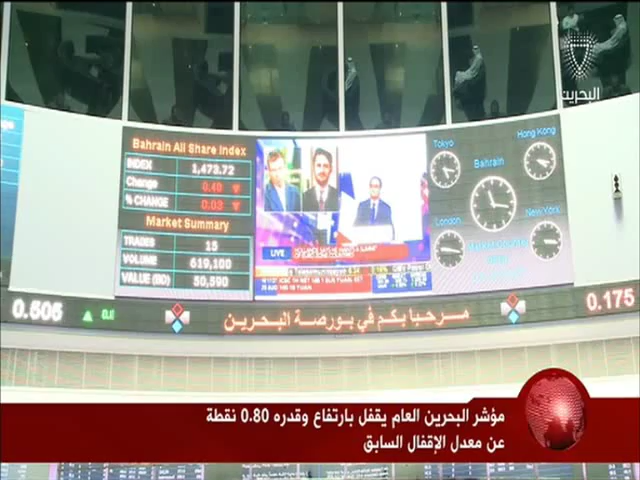 البحرين
Bahrain All Share Index
INDEX 1,473.72
Change 0.49
% CHANGE 0.03
Market Summary
TRADES 15
VOLUME 619,100
VALUE (BD) 50,590
LIVE
Tokyo
Hong Kong
Bahrain
London
New York
0.505
مرحبا بكم في بورصة البحرين
0.175
مؤشر البحرين العام يقفل بارتفاع وقدره 0.80 نقطة
عن معدل الإقفال السابق